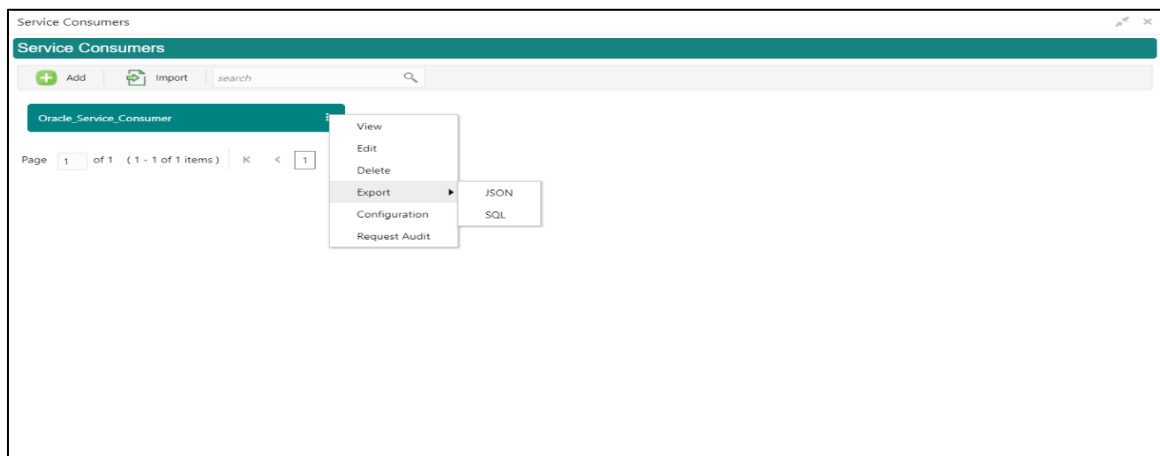 Service Consumers
Service Consumers
Add Import search
Oracle_Service_Consumer
View
Edit
Delete
Export
JSON
SQL
Configuration
Request Audit
Page 1 of 1 ( 1 - 1 of 1 items ) K < 1